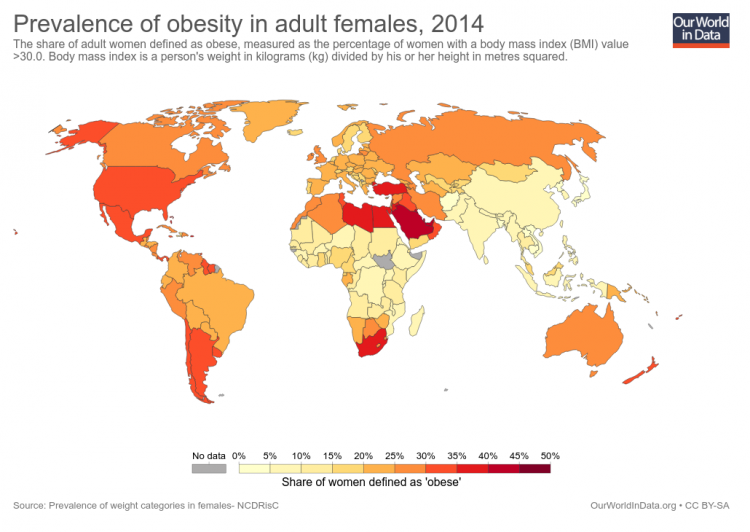 Prevalence of obesity in adult females, 2014
Our World
in Data
The share of adult women defined as obese, measured as the percentage of women with a body mass index (BMI) value
>30.0. Body mass index is a person's weight in kilograms (kg) divided by his or her height in metres squared.
No data 0% 5% 10% 15% 20% 25% 30% 35% 40% 45% 50%
Share of women defined as 'obese'
Source: Prevalence of weight categories in females- NCDRisC
OurWorldInData.org • CC BY-SA